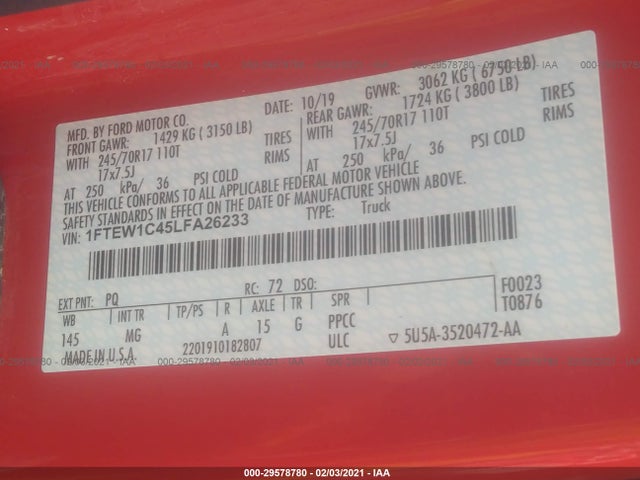 MFD. BY FORD MOTOR CO.
DATE: 10/19 GVWR: 3062 KG ( 6750 LB)
FRONT GAWR: 1429 KG ( 3150 LB)
REAR GAWR: 1724 KG ( 3800 LB)
WITH 245/70R17 110T TIRES
WITH 245/70R17 110T TIRES
17x7.5J RIMS
17x7.5J RIMS
AT 250 kPa/ 36 PSI COLD
AT 250 kPa/ 36 PSI COLD
THIS VEHICLE CONFORMS TO ALL APPLICABLE FEDERAL MOTOR VEHICLE
SAFETY STANDARDS IN EFFECT ON THE DATE OF MANUFACTURE SHOWN ABOVE.
VIN: 1FTEW1C45LFA26233 TYPE: Truck
EXT PNT: PQ RC: 72 DSO:
WB INT TR TP/PS R AXLE TR SPR F0023
T0876
145 MG A 15 G PPCC
ULC ▽ 5U5A-3520472-AA
MADE IN U.S.A. 2201910182807
000-29578780 - 02/03/2021 - IAA